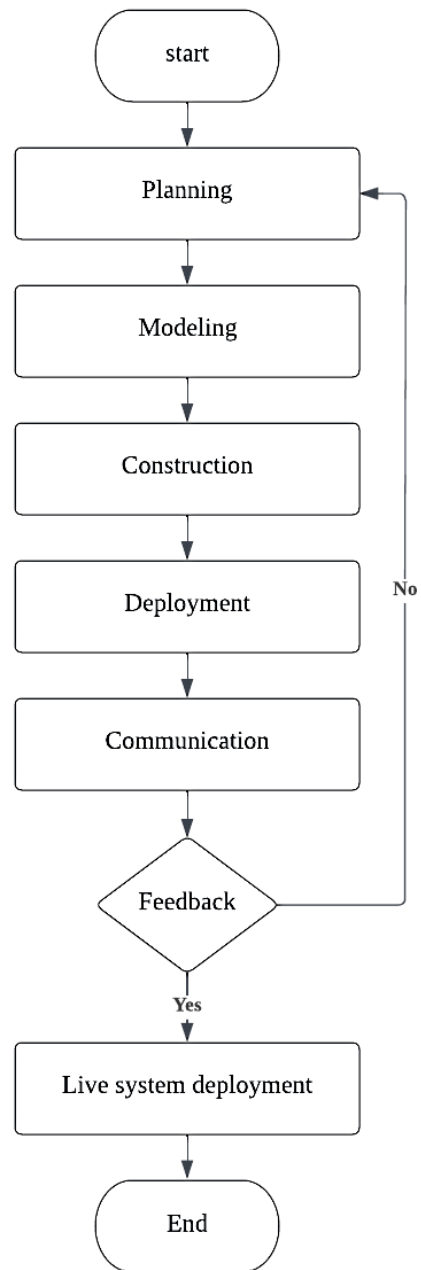 start
Planning
Modeling
Construction
Deployment
No
Communication
Feedback
Yes
Live system deployment
End